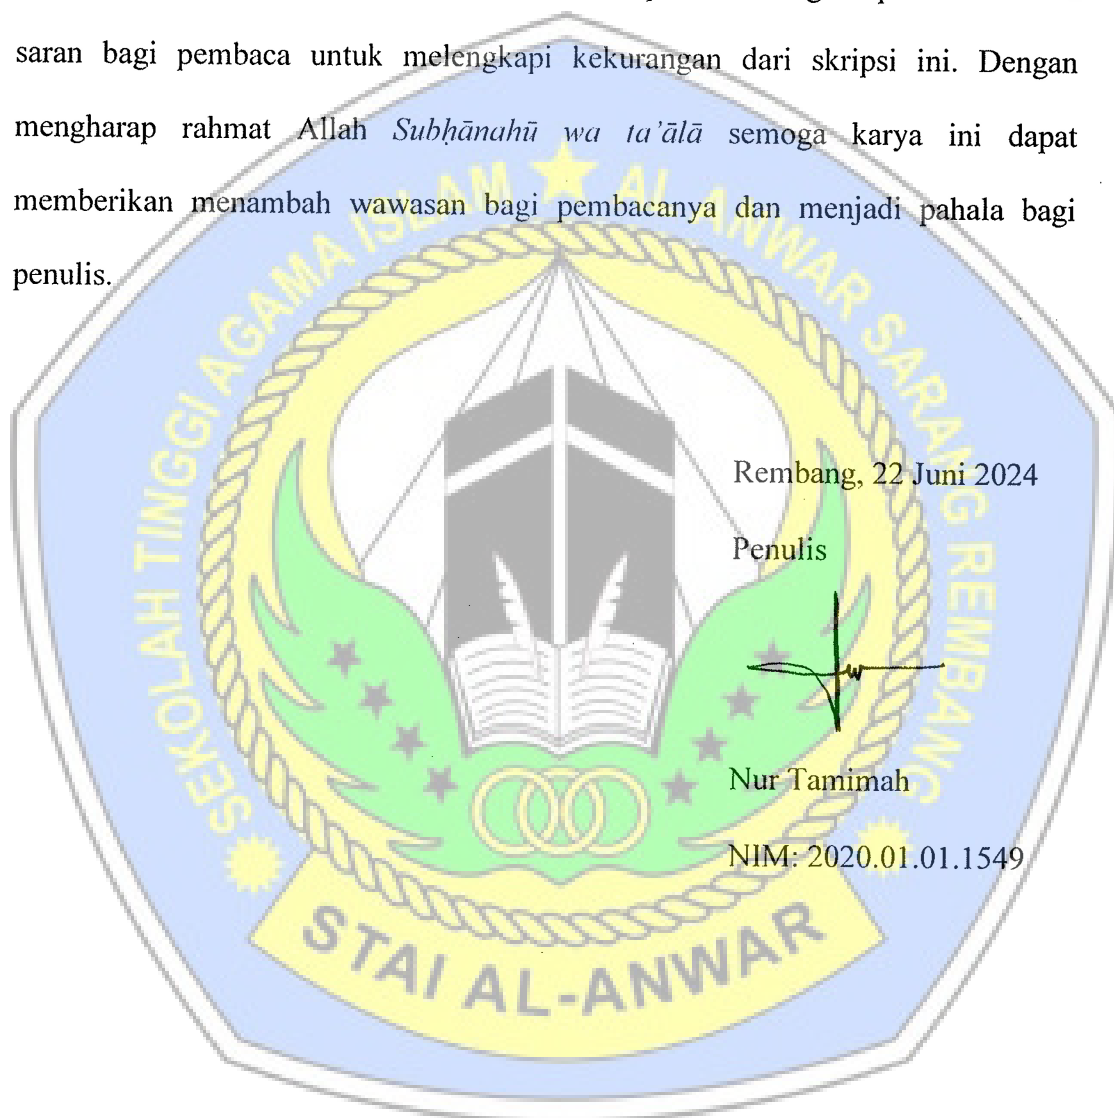 saran bagi pembaca untuk melengkapi kekurangan dari skripsi ini. Dengan
mengharap rahmat Allah Subḥānahū wa ta’ālā semoga karya ini dapat
memberikan menambah wawasan bagi pembacanya dan menjadi pahala bagi
penulis.
Rembang, 22 Juni 2024
Penulis
Nur Tamimah
NIM: 2020.01.01.1549
SEKOLAH TINGGI AGAMA ISLAM ★ AL-ANWAR SARANG REMBANG
STAI AL-ANWAR